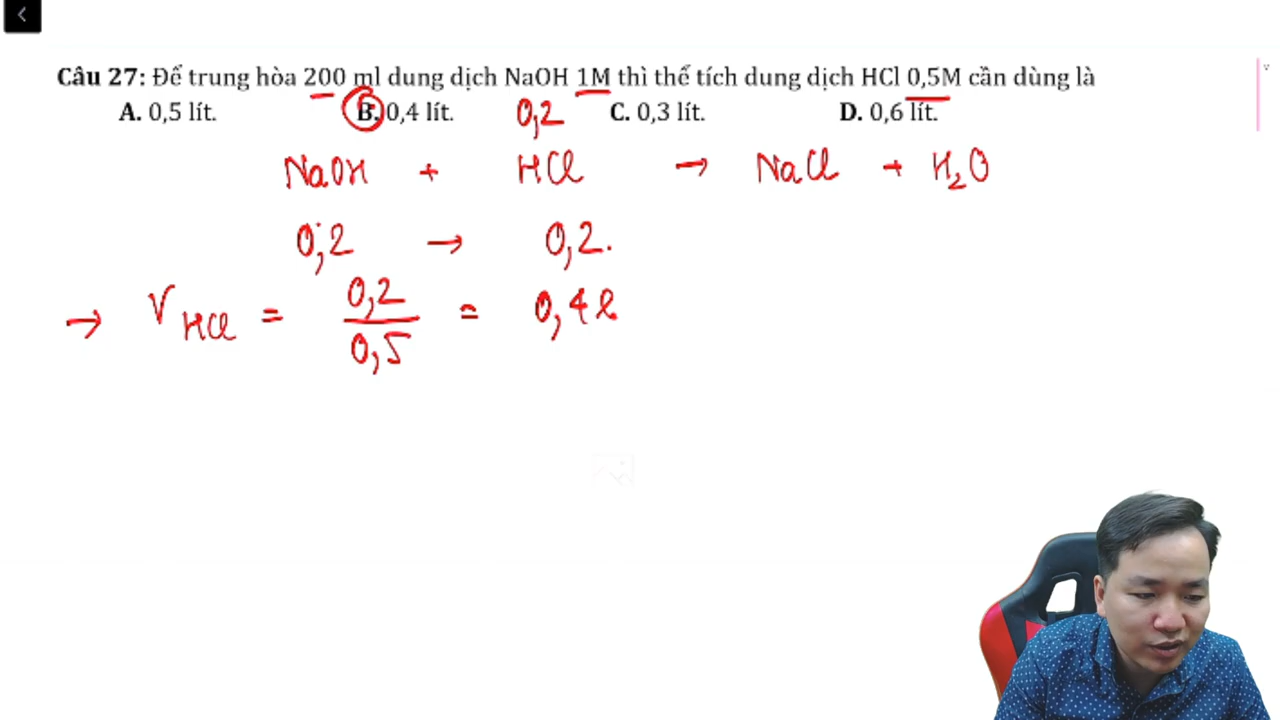 Câu 27: Để trung hòa 200 ml dung dịch NaOH 1M thì thể tích dung dịch HCl 0,5M cần dùng là
A. 0,5 lít. B. 0,4 lít. C. 0,3 lít. D. 0,6 lít.
0,2
NaOH + HCl → NaCl + H₂O
0,2 → 0,2.
→ V HCl = 0,2 / 0,5 = 0,4 l